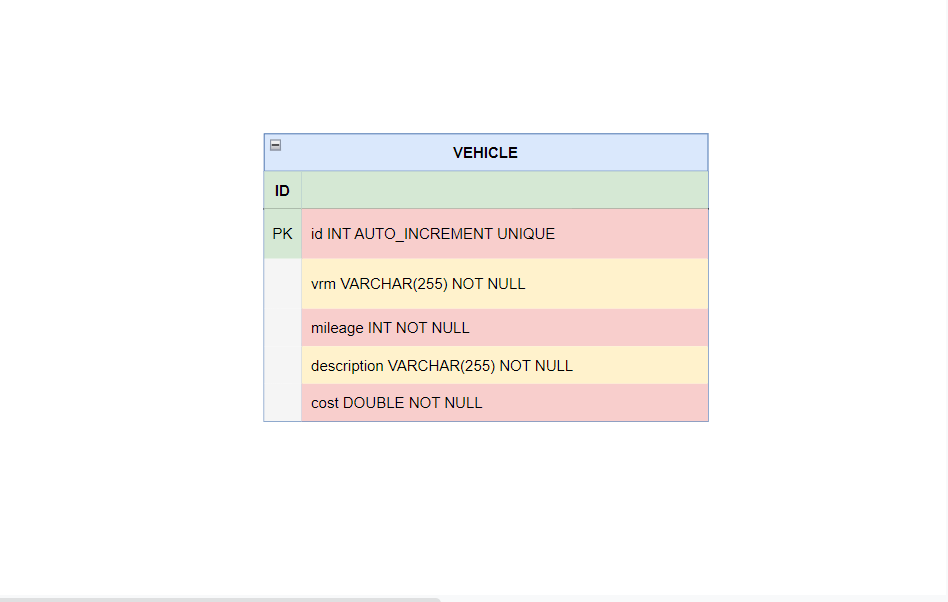 VEHICLE
ID
PK id INT AUTO_INCREMENT UNIQUE
vrm VARCHAR(255) NOT NULL
mileage INT NOT NULL
description VARCHAR(255) NOT NULL
cost DOUBLE NOT NULL